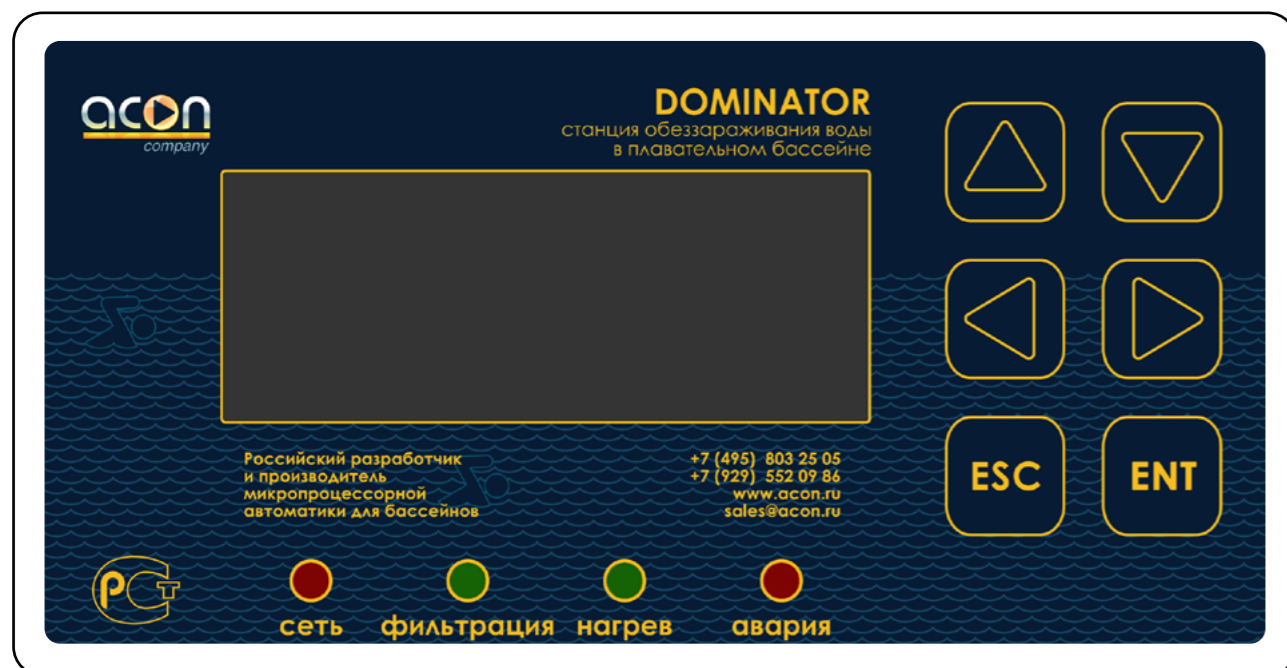 acon
company
DOMINATOR
станция обеззараживания воды
в плавательном бассейне
Российский разработчик
и производитель
микропроцессорной
автоматики для бассейнов
+7 (495) 803 25 05
+7 (929) 552 09 86
www.acon.ru
sales@acon.ru
ESC
ENT
РСТ
сеть
фильтрация
нагрев
авария